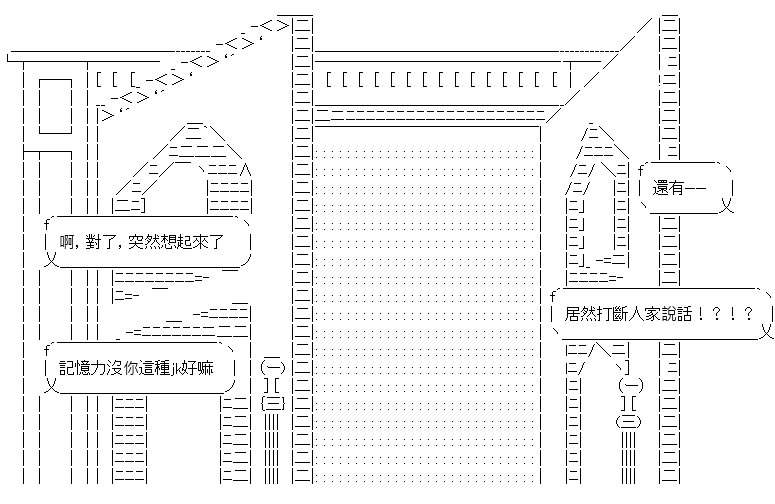 還有——
啊，對了，突然想起來了
居然打斷人家說話！？！？
記憶力沒你這種jk好嘛